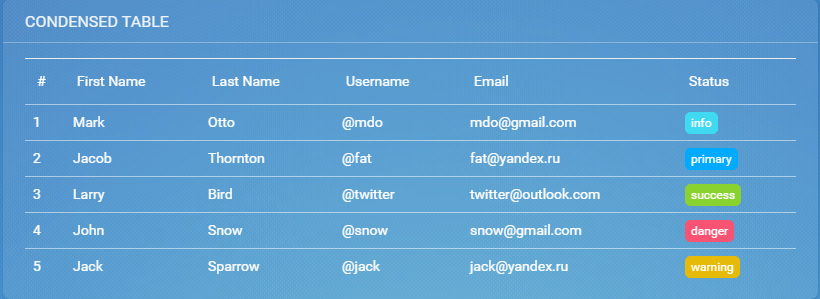 CONDENSED TABLE
# First Name Last Name Username Email Status
1 Mark Otto @mdo mdo@gmail.com info
2 Jacob Thornton @fat fat@yandex.ru primary
3 Larry Bird @twitter twitter@outlook.com success
4 John Snow @snow snow@gmail.com danger
5 Jack Sparrow @jack jack@yandex.ru warning